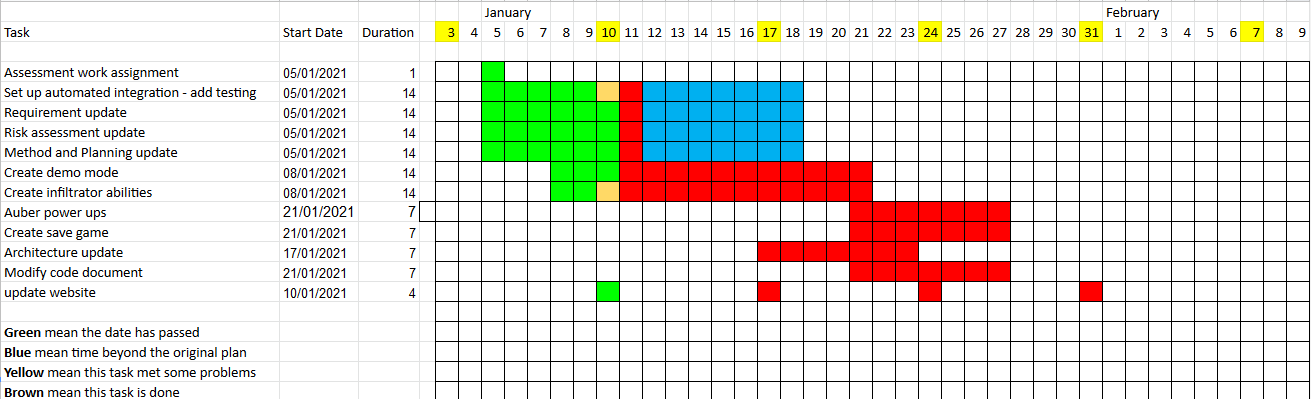 January February
Task Start Date Duration 3 4 5 6 7 8 9 10 11 12 13 14 15 16 17 18 19 20 21 22 23 24 25 26 27 28 29 30 31 1 2 3 4 5 6 7 8 9
Assessment work assignment 05/01/2021 1
Set up automated integration - add testing 05/01/2021 14
Requirement update 05/01/2021 14
Risk assessment update 05/01/2021 14
Method and Planning update 05/01/2021 14
Create demo mode 08/01/2021 14
Create infiltrator abilities 08/01/2021 14
Auber power ups 21/01/2021 7
Create save game 21/01/2021 7
Architecture update 17/01/2021 7
Modify code document 21/01/2021 7
update website 10/01/2021 4
Green mean the date has passed
Blue mean time beyond the original plan
Yellow mean this task met some problems
Brown mean this task is done